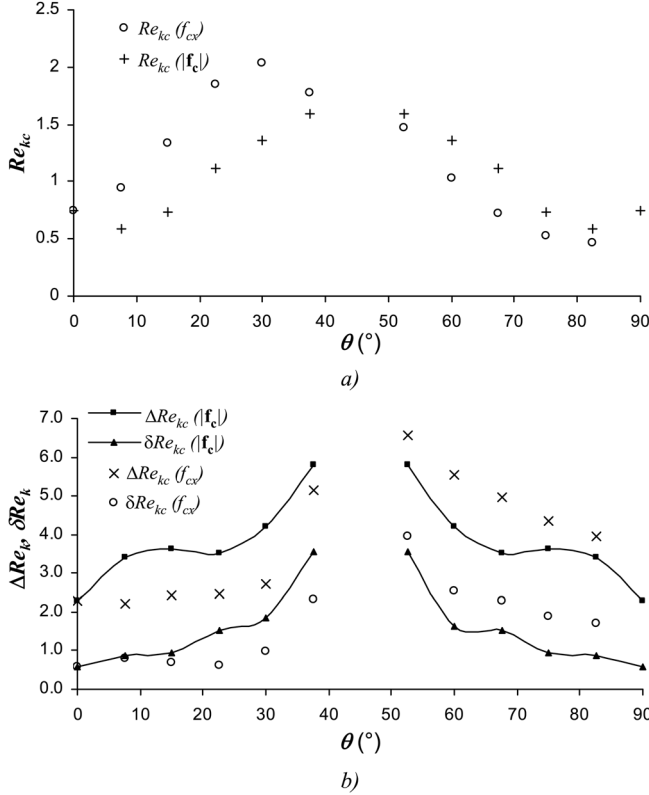 2.5
Re_kc (f_cx)
2
Re_kc (|f_c|)
1.5
Re_kc
1
0.5
0
0 10 20 30 40 50 60 70 80 90
θ (°)
a)
7.0
ΔRe_kc (|f_c|)
δRe_kc (|f_c|)
6.0
ΔRe_kc (f_cx)
5.0
δRe_kc (f_cx)
4.0
ΔRe_k, δRe_k
3.0
2.0
1.0
0.0
0 10 20 30 40 50 60 70 80 90
θ (°)
b)